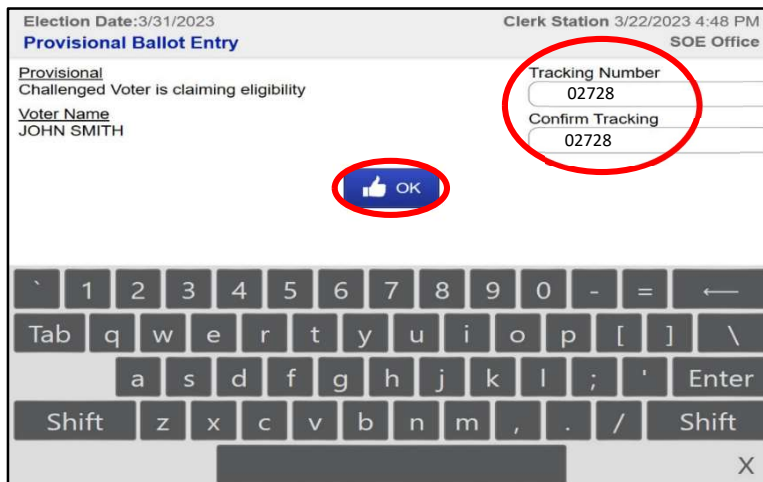 Election Date:3/31/2023
Clerk Station 3/22/2023 4:48 PM
Provisional Ballot Entry
SOE Office
Provisional
Challenged Voter is claiming eligibility
Voter Name
JOHN SMITH
Tracking Number
02728
Confirm Tracking
02728
OK
` 1 2 3 4 5 6 7 8 9 0 - = ←
Tab q w e r t y u i o p [ ] \
a s d f g h j k l ; ' Enter
Shift z x c v b n m , . / Shift
X